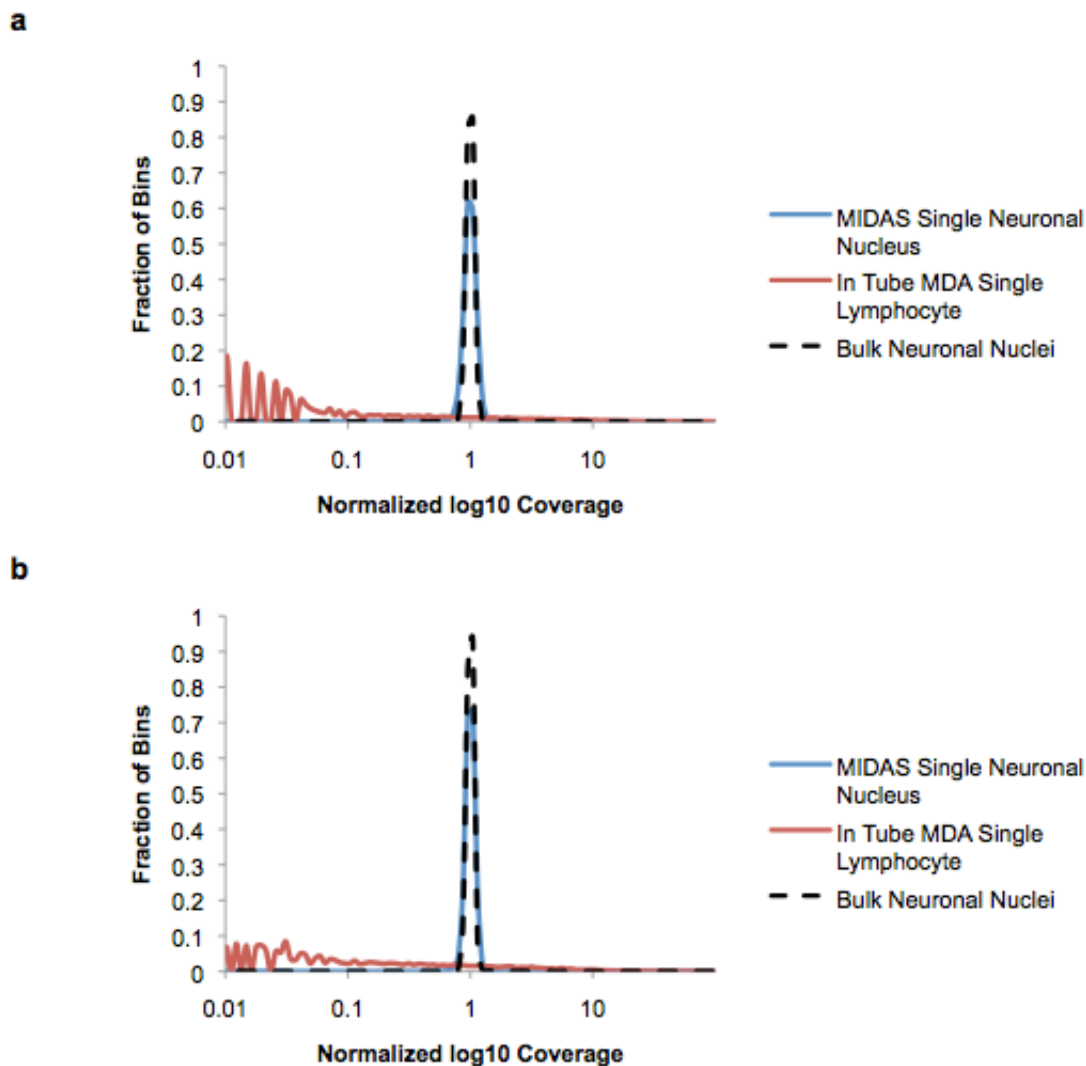 a
1
0.9
0.8
0.7
0.6
0.5
0.4
0.3
0.2
0.1
0
Fraction of Bins
0.01 0.1 1 10
Normalized log10 Coverage
MIDAS Single Neuronal
Nucleus
In Tube MDA Single
Lymphocyte
Bulk Neuronal Nuclei
b
1
0.9
0.8
0.7
0.6
0.5
0.4
0.3
0.2
0.1
0
Fraction of Bins
0.01 0.1 1 10
Normalized log10 Coverage
MIDAS Single Neuronal
Nucleus
In Tube MDA Single
Lymphocyte
Bulk Neuronal Nuclei